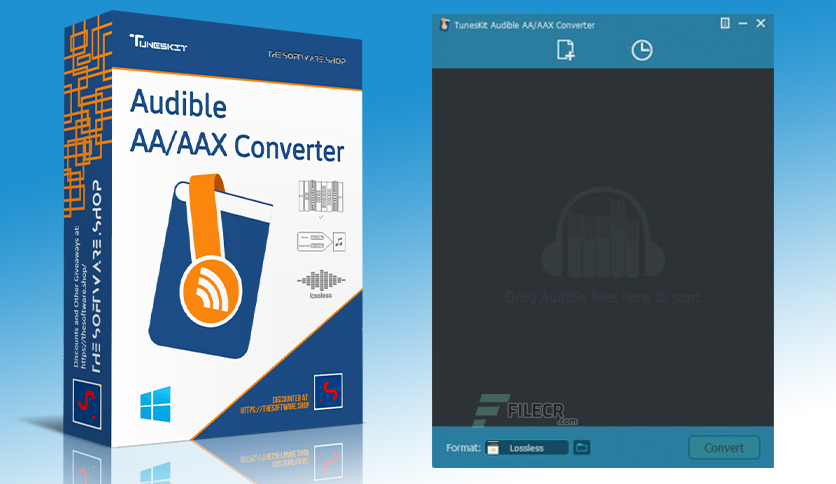 TUNESKIT
THESOFTWARE.SHOP
Audible
AA/AAX Converter
lossless
DISCOUNTED AT
HTTPS://THESOFTWARE.SHOP
Discounts and Other Giveaways at:
https://thesoftware.shop/
THESOFTWARE.SHOP
TunesKit Audible AA/AAX Converter
Drag Audible files here to start
FILECR
.com
Format:
Lossless
Convert